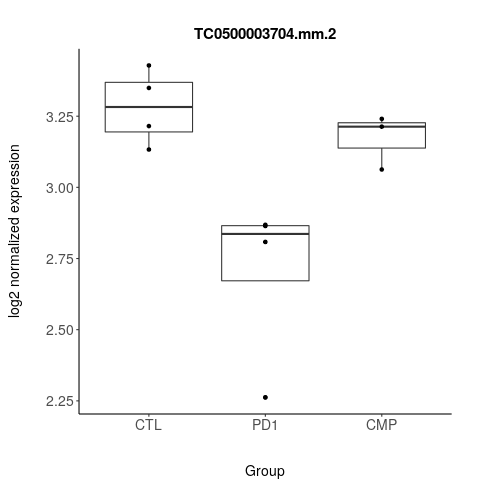 TC0500003704.mm.2
log2 normalized expression
3.25
3.00
2.75
2.50
2.25
CTL
PD1
CMP
Group